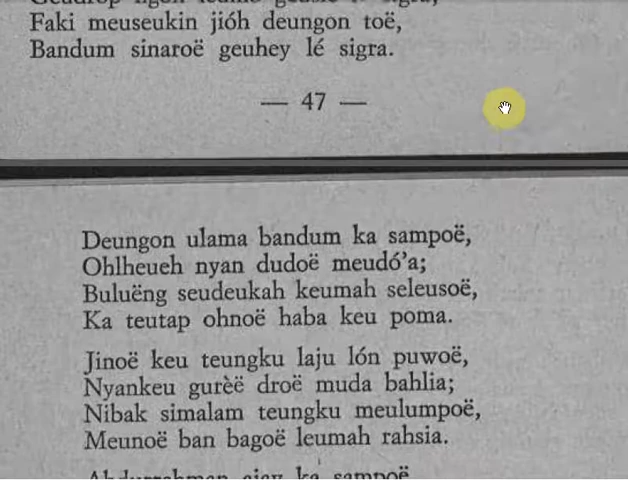 Faki meuseukin jióh deungon toë,
Bandum sinaroë geuhey lé sigra.
— 47 —
Deungon ulama bandum ka sampoë,
Ohlheueh nyan dudoë meudó'a;
Buluëng seudeukah keumah seleusoë,
Ka teutap ohnoë haba keu poma.
Jinoë keu teungku laju lón puwoë,
Nyankeu gurèë droë muda bahlia;
Nibak simalam teungku meulumpoë,
Meunoë ban bagoë leumah rahsia.
ka sampoë